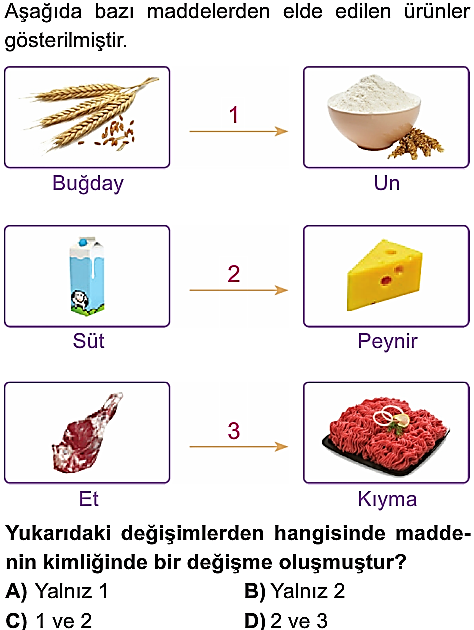 Aşağıda bazı maddelerden elde edilen ürünler
gösterilmiştir.
1
Buğday
Un
2
Süt
Peynir
3
Et
Kıyma
Yukarıdaki değişimlerden hangisinde madde-
nin kimliğinde bir değişme oluşmuştur?
A) Yalnız 1
B) Yalnız 2
C) 1 ve 2
D) 2 ve 3